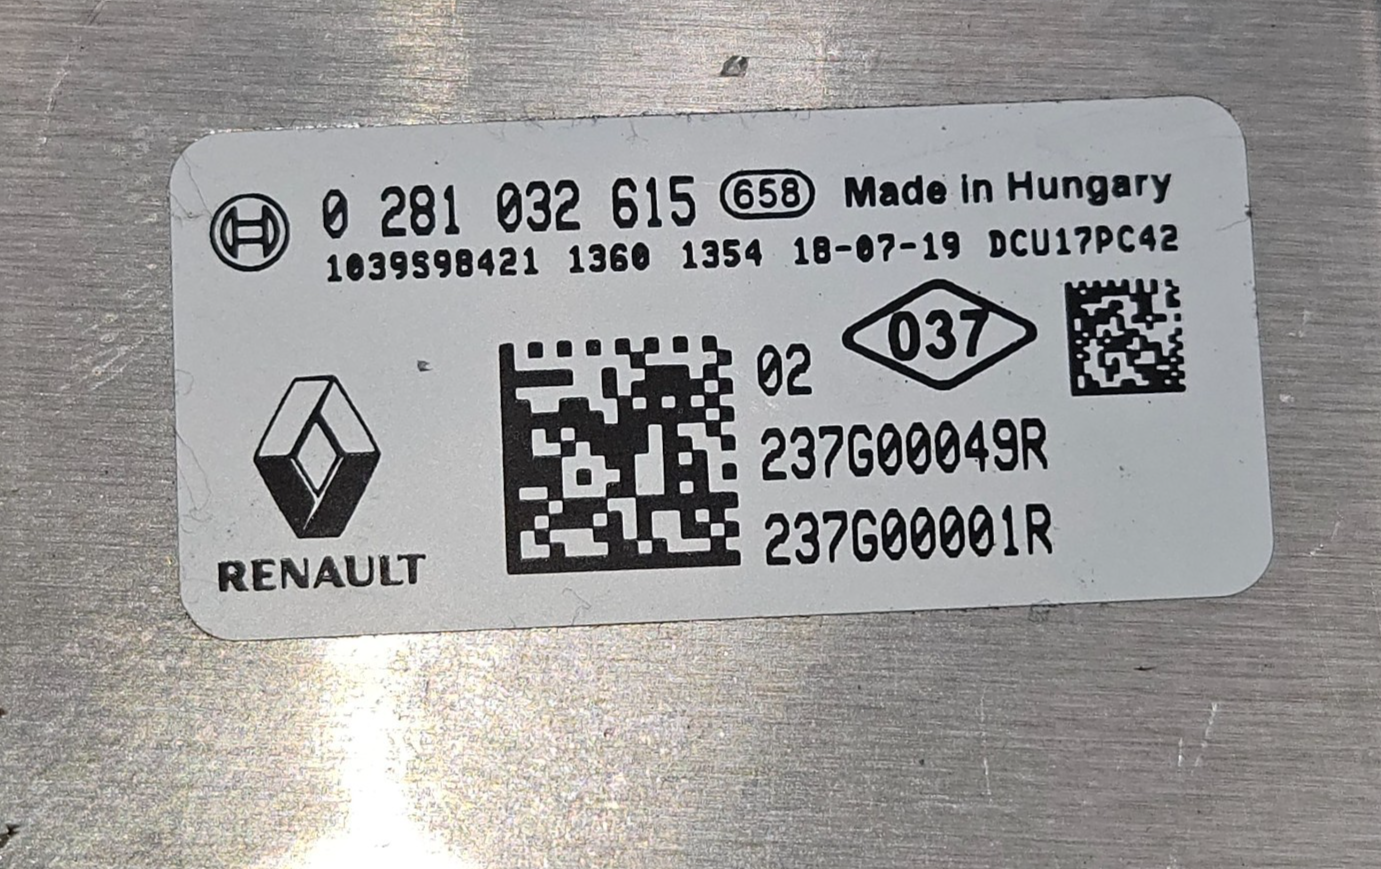 0 281 032 615 658 Made in Hungary
1039S98421 1360 1354 18-07-19 DCU17PC42
02 037
237G00049R
237G00001R
RENAULT